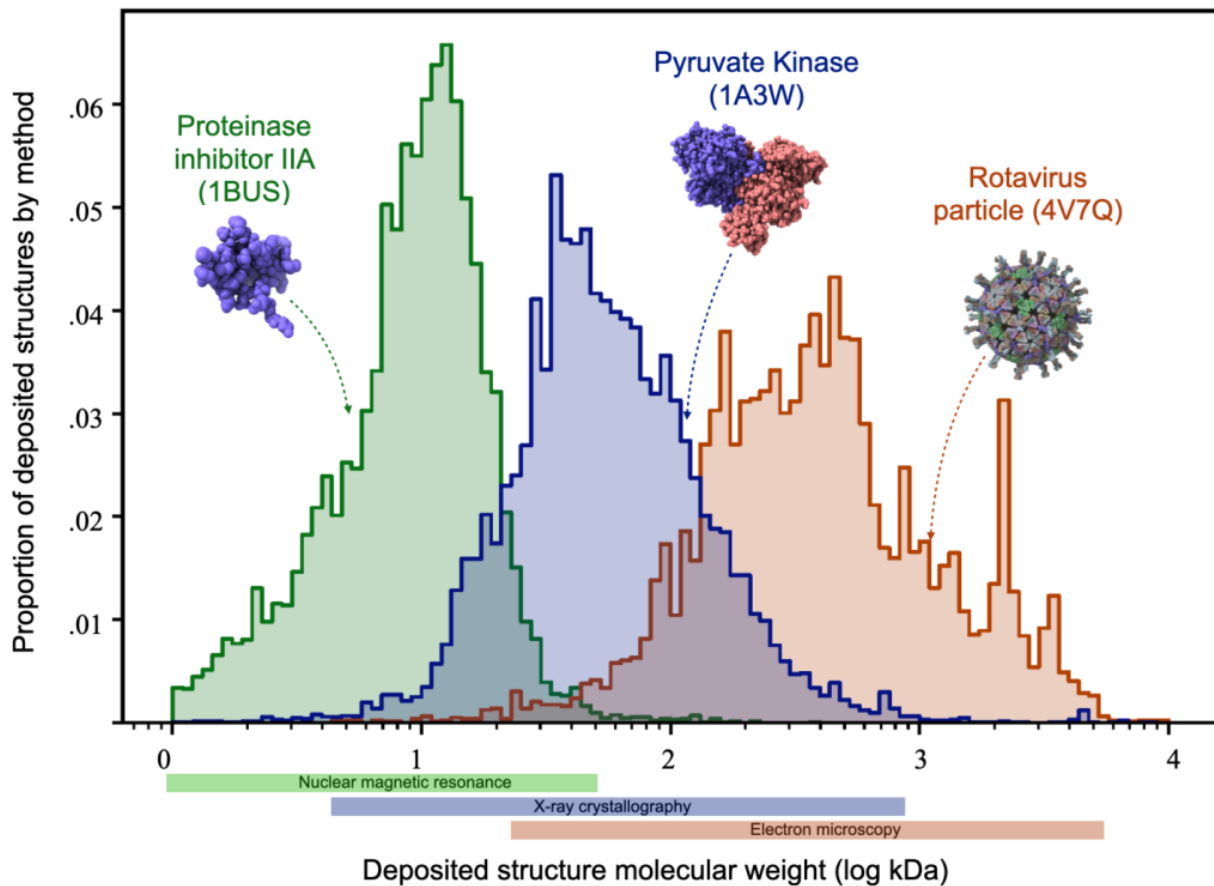 Proportion of deposited structures by method
.06
.05
.04
.03
.02
.01
Proteinase
inhibitor IIA
(1BUS)
Pyruvate Kinase
(1A3W)
Rotavirus
particle (4V7Q)
0 1 2 3 4
Nuclear magnetic resonance
X-ray crystallography
Electron microscopy
Deposited structure molecular weight (log kDa)